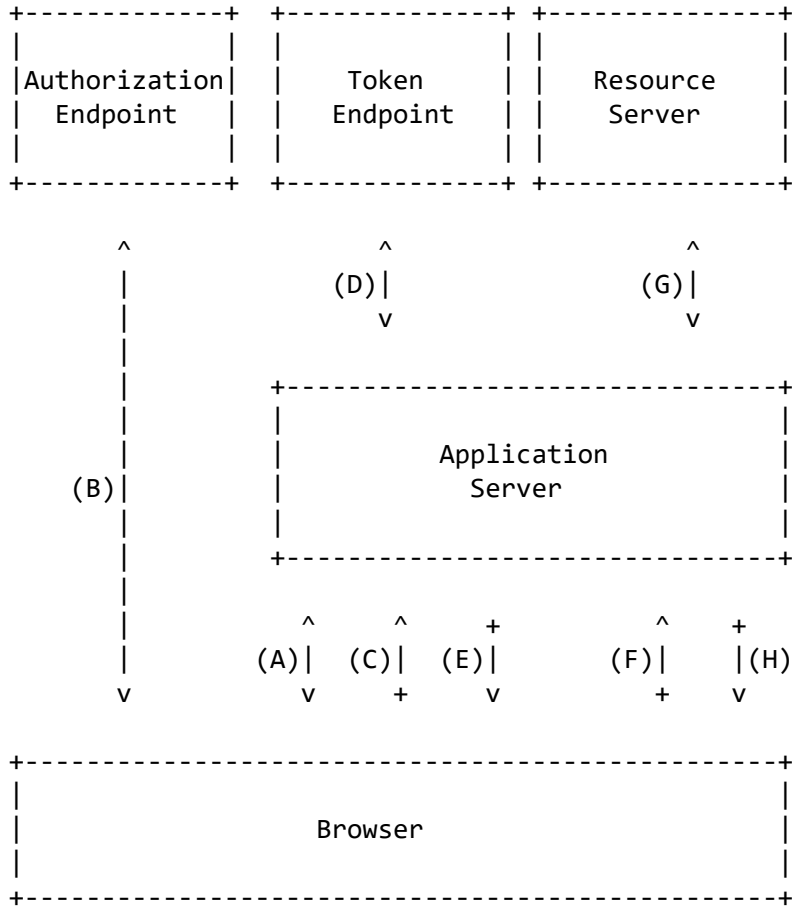 Authorization Endpoint
Token Endpoint
Resource Server
(D)
(G)
Application Server
(B)
(A) (C) (E) (F) (H)
Browser